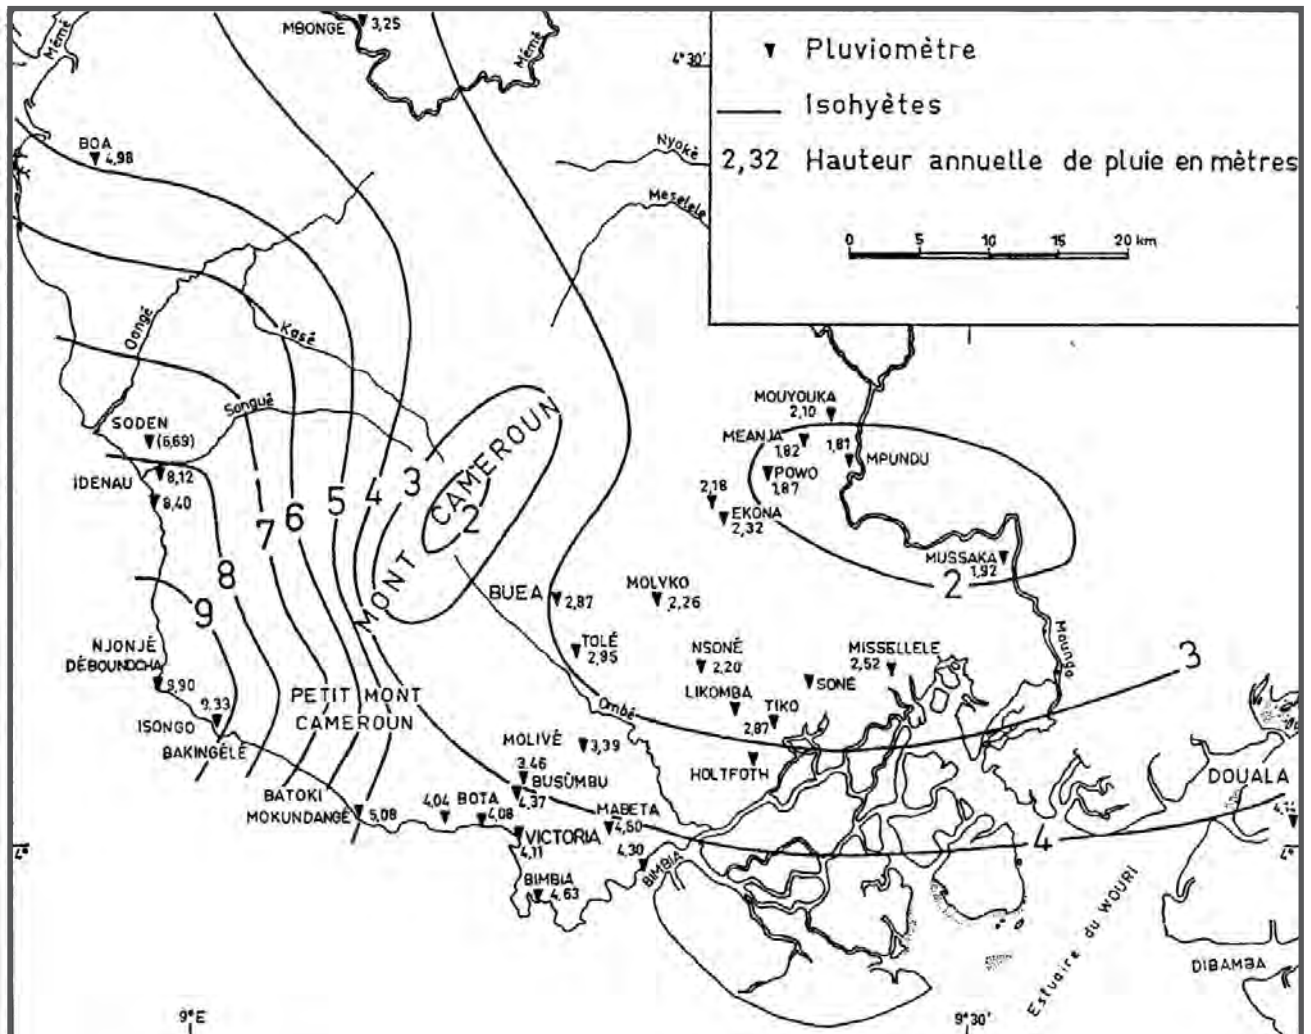 MBONGE
3,25
Mémé
Mémé
4°30'
Pluviomètre
Isohyètes
2,32 Hauteur annuelle de pluie en mètres
0 5 10 15 20 km
Nyoké
Meselele
BOA
4,98
Oangé
Kasé
Sangué
SODEN
(6,69)
IDENAU
8,12
8,40
9
8
7
6
5
4
3
2
MONT CAMEROUN
MOUYOUKA
2,10
MEANJA
1,82
1,81
MPUNDU
POWO
1,87
2,18
EKONA
2,32
MUSSAKA
1,92
2
BUEA
2,87
MOLYKO
2,26
TOLÉ
2,95
NSONÉ
2,20
MISSELLELE
2,52
SONÉ
LIKOMBA
TIKO
2,87
Moungo
3
NJONJÉ
DÉBOUNDCHA
9,90
9,33
ISONGO
BAKINGÉLÉ
PETIT MONT
CAMEROUN
Ombé
MOLIVÉ
3,39
HOLTFOTH
3,46
BUSÙMBU
4,37
BATOKI
MOKUNDANGÉ
5,08
4,04
BOTA
4,08
MABETA
4,50
VICTORIA
4,11
4,30
BIMBIA
BIMBIA
4,63
DOUALA
4
4°
4°
Estuaire du WOURI
DIBAMBA
9°E
9°30'